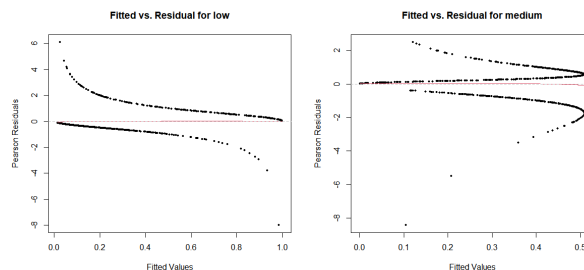 Fitted vs. Residual for low
Pearson Residuals
6
4
2
0
-2
-4
-6
-8
0.0 0.2 0.4 0.6 0.8 1.0
Fitted Values
Fitted vs. Residual for medium
Pearson Residuals
2
0
-2
-4
-6
-8
0.0 0.1 0.2 0.3 0.4 0.5
Fitted Values